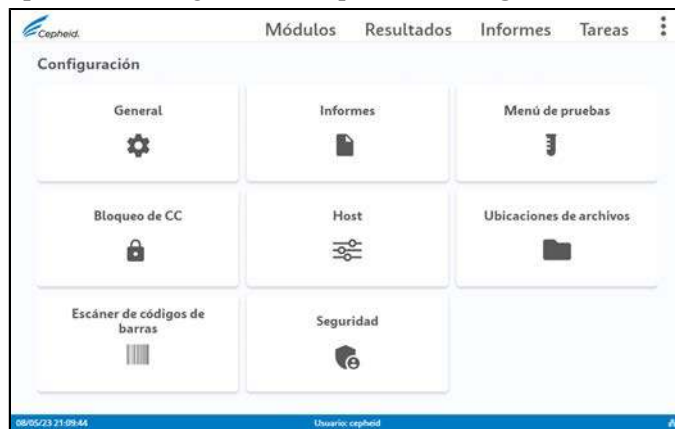 Cepheid.
Módulos Resultados Informes Tareas
Configuración
General
Informes
Menú de pruebas
Bloqueo de CC
Host
Ubicaciones de archivos
Escáner de códigos de
barras
Seguridad
08/05/23 21:09:44
Usuario: cepheid